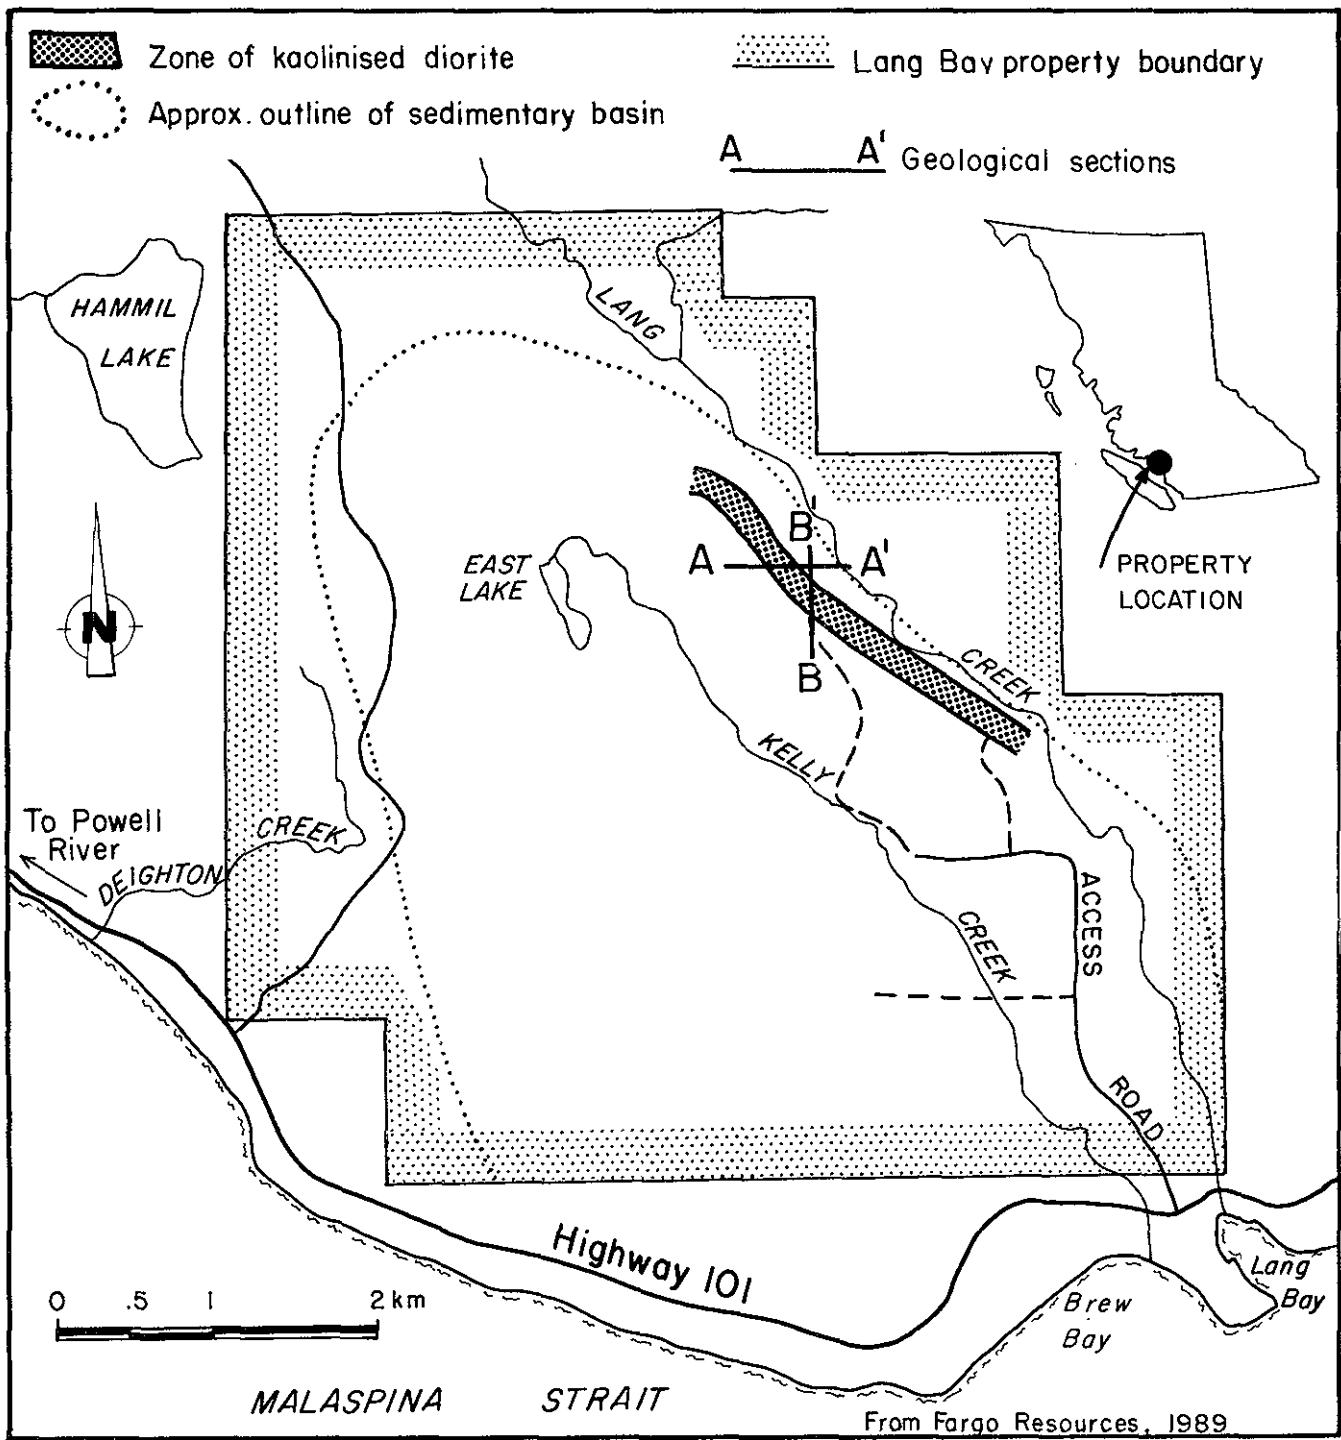 Zone of kaolinised diorite
Approx. outline of sedimentary basin
Lang Bay property boundary
A A' Geological sections
HAMMIL
LAKE
LANG
CREEK
EAST
LAKE
A A'
B'
B
PROPERTY
LOCATION
N
KELLY
CREEK
To Powell
River
DEIGHTON CREEK
ACCESS
ROAD
Highway 101
0 .5 1 2 km
Lang
Bay
Brew
Bay
MALASPINA STRAIT
From Fargo Resources, 1989